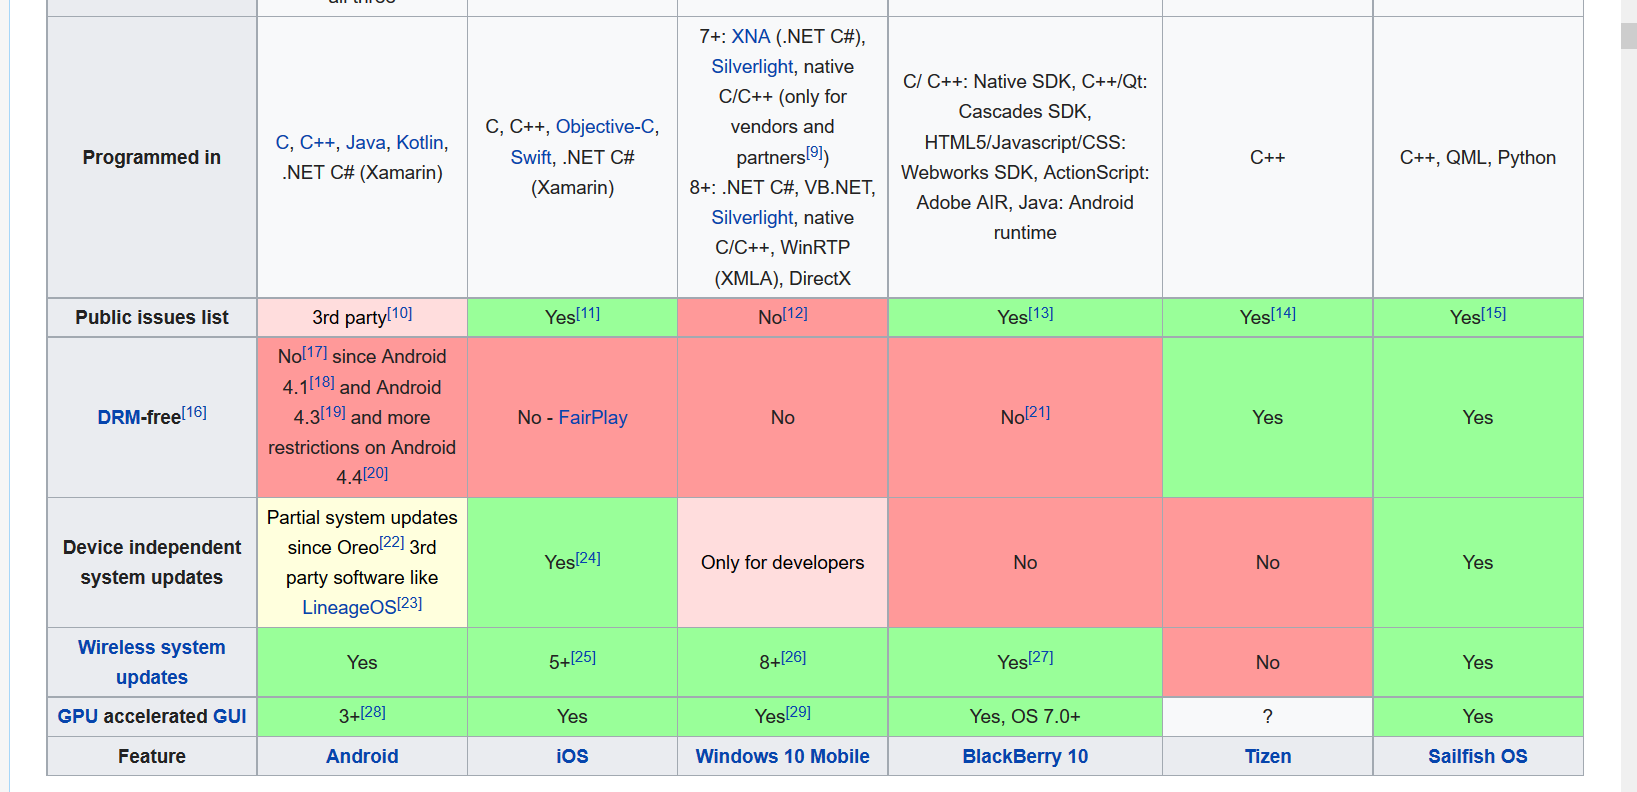 all three
Programmed in
C, C++, Java, Kotlin,
.NET C# (Xamarin)
C, C++, Objective-C,
Swift, .NET C#
(Xamarin)
7+: XNA (.NET C#),
Silverlight, native
C/C++ (only for
vendors and
partners[9])
8+: .NET C#, VB.NET,
Silverlight, native
C/C++, WinRTP
(XMLA), DirectX
C/ C++: Native SDK, C++/Qt:
Cascades SDK,
HTML5/Javascript/CSS:
Webworks SDK, ActionScript:
Adobe AIR, Java: Android
runtime
C++
C++, QML, Python
Public issues list
3rd party[10]
Yes[11]
No[12]
Yes[13]
Yes[14]
Yes[15]
DRM-free[16]
No[17] since Android
4.1[18] and Android
4.3[19] and more
restrictions on Android
4.4[20]
No - FairPlay
No
No[21]
Yes
Yes
Device independent
system updates
Partial system updates
since Oreo[22] 3rd
party software like
LineageOS[23]
Yes[24]
Only for developers
No
No
Yes
Wireless system
updates
Yes
5+[25]
8+[26]
Yes[27]
No
Yes
GPU accelerated GUI
3+[28]
Yes
Yes[29]
Yes, OS 7.0+
?
Yes
Feature
Android
iOS
Windows 10 Mobile
BlackBerry 10
Tizen
Sailfish OS